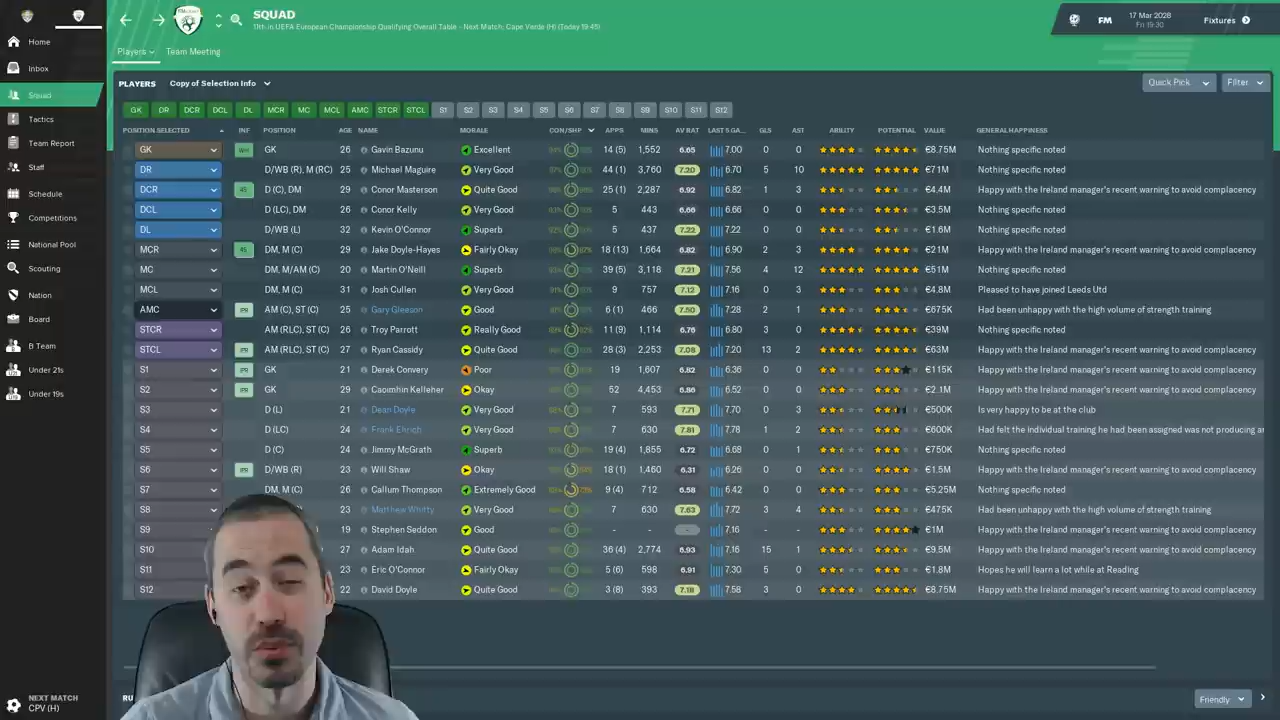 SQUAD
11th in UEFA European Championship Qualifying Overall Table - Next Match: Cape Verde (H) (Today 19:45)
FM
17 Mar 2028
Fri 19:30
Fixtures
Home
Inbox
Squad
Tactics
Team Report
Staff
Schedule
Competitions
National Pool
Scouting
Nation
Board
B Team
Under 21s
Under 19s
NEXT MATCH
CPV (H)
Players Team Meeting
PLAYERS Copy of Selection Info Quick Pick Filter
GK DR DCR DCL DL MCR MC MCL AMC STCR STCL S1 S2 S3 S4 S5 S6 S7 S8 S9 S10 S11 S12
POSITION SELECTED INF POSITION AGE NAME MORALE CON/SHP APPS MINS AV RAT LAST 5 GA... GLS AST ABILITY POTENTIAL VALUE GENERAL HAPPINESS
GK GK 26 Gavin Bazunu Excellent 14 (5) 1,552 6.65 7.00 0 0 €8.75M Nothing specific noted
DR D/WB (R), M (RC) 25 Michael Maguire Very Good 44 (1) 3,760 7.20 6.70 5 10 €71M Nothing specific noted
DCR D (C), DM 29 Conor Masterson Quite Good 25 (1) 2,287 6.92 6.82 1 3 €4.4M Happy with the Ireland manager's recent warning to avoid complacency
DCL D (LC), DM 26 Conor Kelly Very Good 5 443 6.66 6.66 0 0 €3.5M Nothing specific noted
DL D/WB (L) 32 Kevin O'Connor Superb 5 437 7.22 7.22 0 0 €1.6M Nothing specific noted
MCR DM, M (C) 29 Jake Doyle-Hayes Fairly Okay 18 (13) 1,664 6.82 6.90 2 3 €21M Happy with the Ireland manager's recent warning to avoid complacency
MC DM, M/AM (C) 20 Martin O'Neill Superb 39 (5) 3,118 7.21 7.56 4 12 €51M Nothing specific noted
MCL DM, M (C) 31 Josh Cullen Very Good 9 757 7.12 7.16 0 1 €4.8M Pleased to have joined Leeds Utd
AMC IPR AM (C), ST (C) 25 Gary Gleeson Good 6 (1) 466 7.50 7.28 2 1 €675K Had been unhappy with the high volume of strength training
STCR AM (RLC), ST (C) 26 Troy Parrott Really Good 11 (9) 1,114 6.76 6.80 3 0 €39M Nothing specific noted
STCL IPR AM (RLC), ST (C) 27 Ryan Cassidy Quite Good 28 (3) 2,253 7.08 7.20 13 2 €63M Happy with the Ireland manager's recent warning to avoid complacency
S1 IPR GK 21 Derek Convery Poor 19 1,607 6.82 6.36 0 0 €115K Happy with the Ireland manager's recent warning to avoid complacency
S2 IPR GK 29 Caoimhin Kelleher Okay 52 4,453 6.86 6.52 0 0 €2.1M Happy with the Ireland manager's recent warning to avoid complacency
S3 D (L) 21 Dean Doyle Very Good 7 593 7.71 7.70 0 3 €500K Is very happy to be at the club
S4 D (LC) 24 Frank Ehrich Very Good 7 630 7.81 7.78 1 2 €600K Had felt the individual training he had been assigned was not producing
S5 D (C) 24 Jimmy McGrath Superb 19 (4) 1,855 6.72 6.68 0 1 €750K Nothing specific noted
S6 IPR D/WB (R) 23 Will Shaw Okay 18 (1) 1,460 6.31 6.26 0 0 €1.5M Happy with the Ireland manager's recent warning to avoid complacency
S7 DM, M (C) 26 Callum Thompson Extremely Good 9 (4) 712 6.58 6.42 0 0 €5.25M Nothing specific noted
S8 23 Matthew Whitty Very Good 7 630 7.63 7.72 3 4 €475K Had been unhappy with the high volume of strength training
S9 19 Stephen Seddon Good - - - 7.16 - - €1M Happy with the Ireland manager's recent warning to avoid complacency
S10 27 Adam Idah Quite Good 36 (4) 2,774 6.93 7.16 15 1 €9.5M Happy with the Ireland manager's recent warning to avoid complacency
S11 23 Eric O'Connor Fairly Okay 5 (6) 598 6.91 7.30 5 0 €1.8M Hopes he will learn a lot while at Reading
S12 22 David Doyle Quite Good 3 (8) 393 7.18 7.58 3 0 €8.75M Happy with the Ireland manager's recent warning to avoid complacency
Friendly